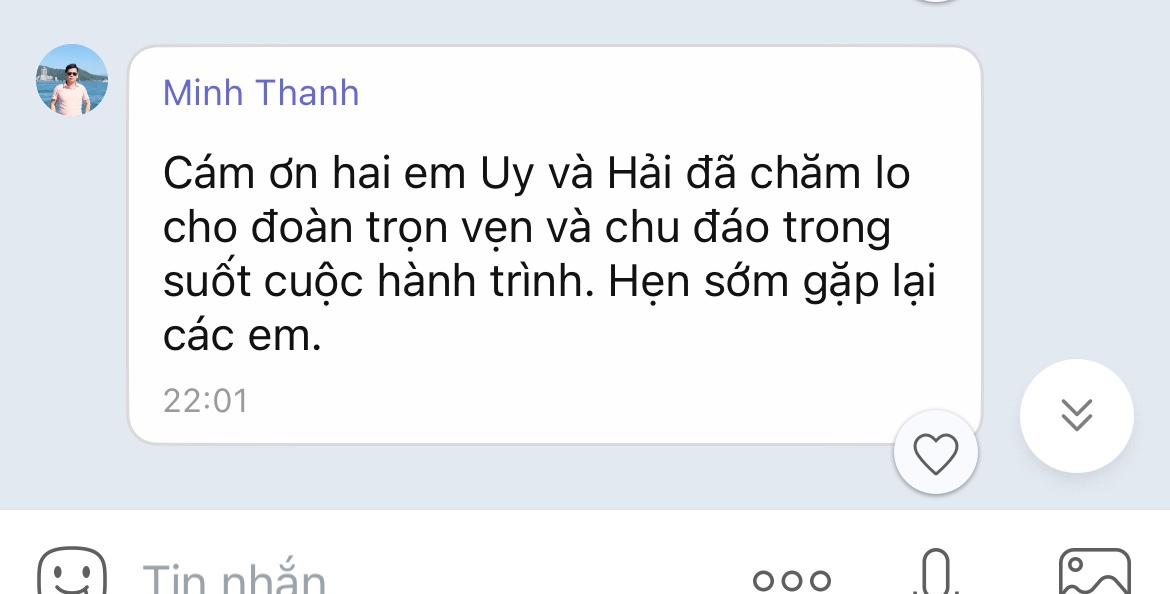 Minh Thanh
Cám ơn hai em Uy và Hải đã chăm lo
cho đoàn trọn vẹn và chu đáo trong
suốt cuộc hành trình. Hẹn sớm gặp lại
các em.
22:01
Tin nhắn